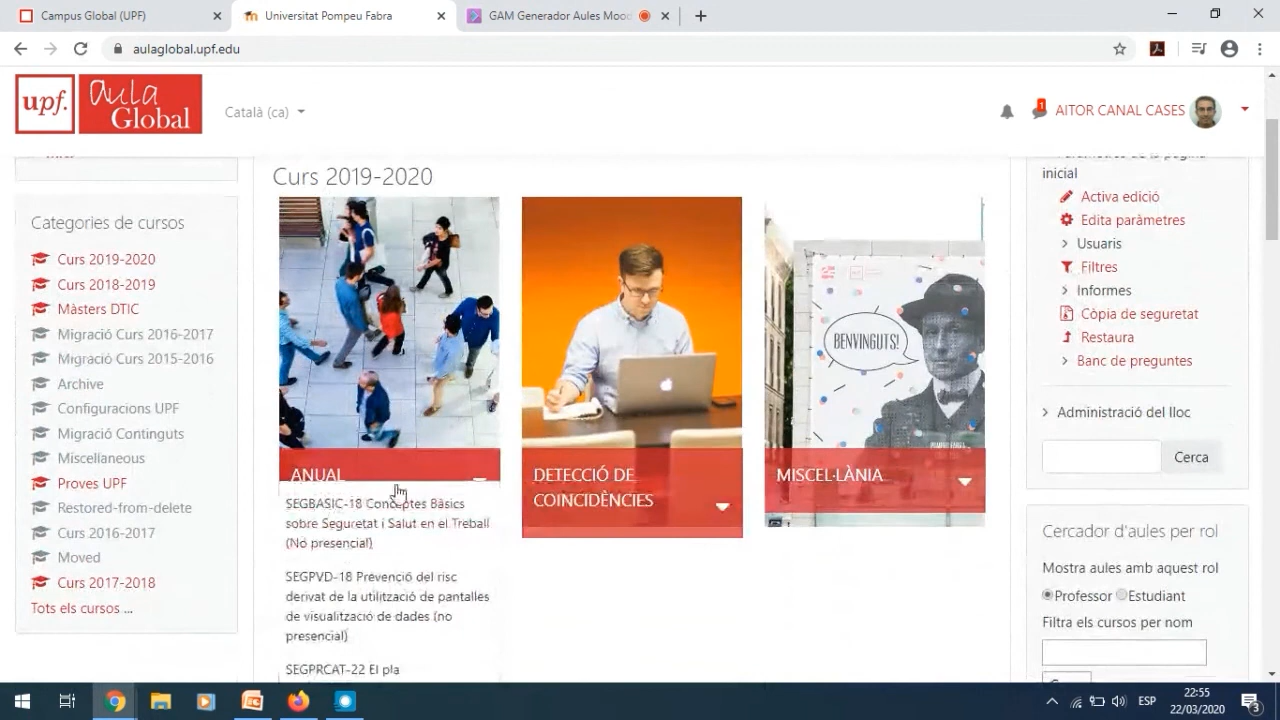 Campus Global (UPF)
Universitat Pompeu Fabra
GAM Generador Aules Mood
aulaglobal.upf.edu
upf.
aula
Global
Català (ca)
1
AITOR CANAL CASES
Categories de cursos
Curs 2019-2020
Curs 2018-2019
Màsters DTIC
Migració Curs 2016-2017
Migració Curs 2015-2016
Archive
Configuracions UPF
Migració Continguts
Miscellaneous
Proves UPF
Restored-from-delete
Curs 2016-2017
Moved
Curs 2017-2018
Tots els cursos ...
Curs 2019-2020
ANUAL
SEGBASIC-18 Conceptes Bàsics
sobre Seguretat i Salut en el Treball
(No presencial)
SEGPVD-18 Prevenció del risc
derivat de la utilització de pantalles
de visualització de dades (no
presencial)
SEGPRCAT-22 El pla
DETECCIÓ DE
COINCIDÈNCIES
BENVINGUTS!
MISCEL·LÀNIA
Paràmetres de la pàgina
inicial
Activa edició
Edita paràmetres
Usuaris
Filtres
Informes
Còpia de seguretat
Restaura
Banc de preguntes
Administració del lloc
Cerca
Cercador d'aules per rol
Mostra aules amb aquest rol
Professor Estudiant
Filtra els cursos per nom
ESP
22:55
22/03/2020
3